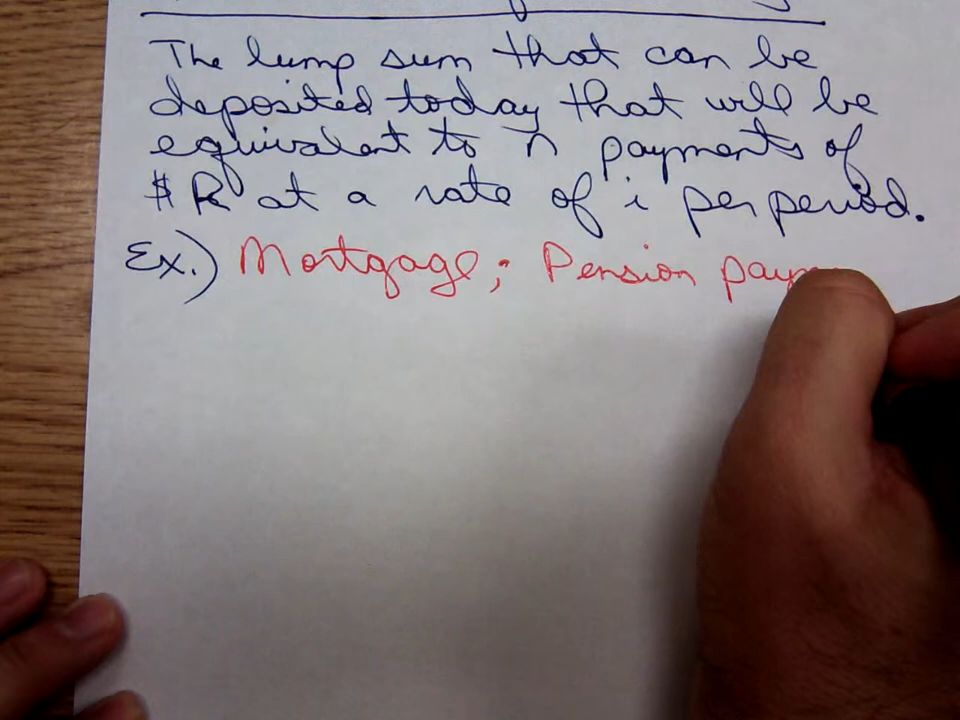 The lump sum that can be
deposited today that will be
equivalent to n payments of
$R at a rate of i per period.
Ex.) Mortgage; Pension